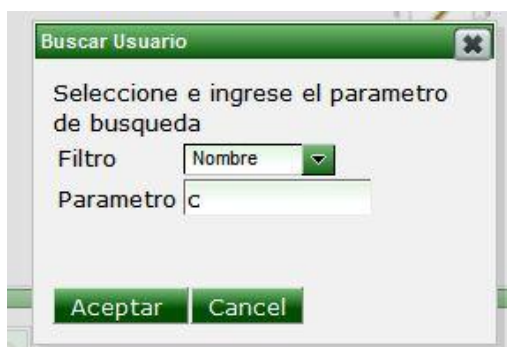 Buscar Usuario
Seleccione e ingrese el parametro
de busqueda
Filtro Nombre
Parametro c
Aceptar Cancel